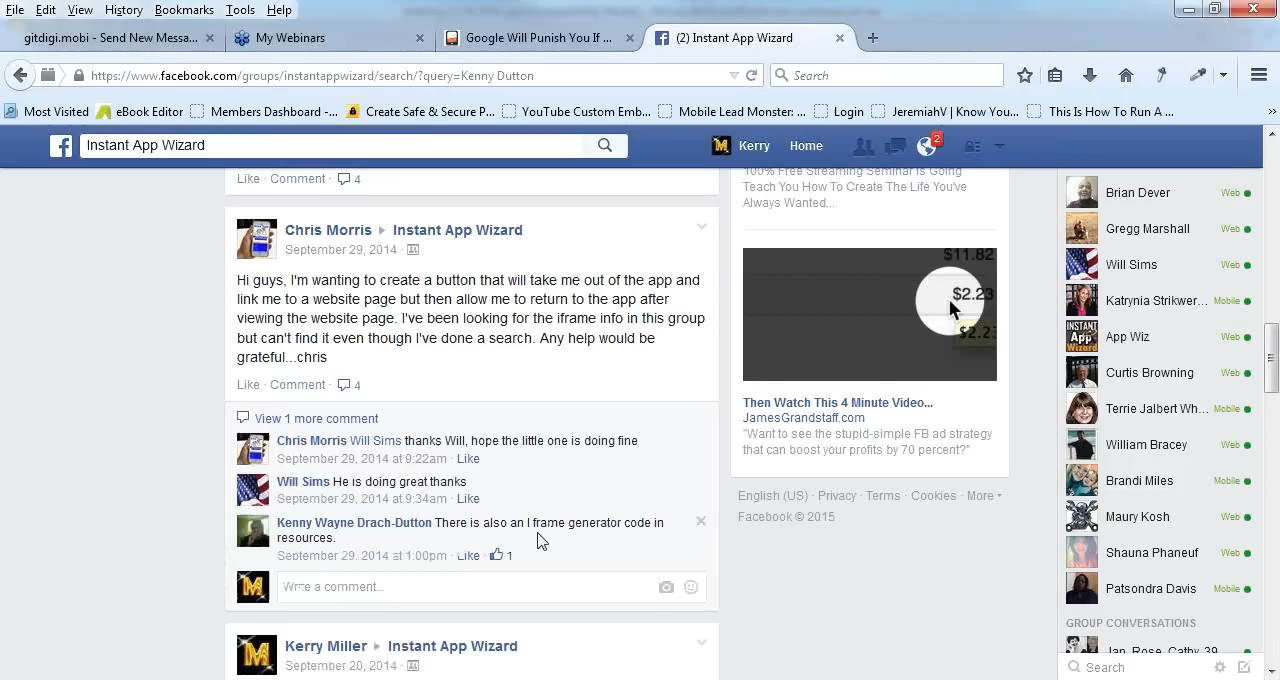 File Edit View History Bookmarks Tools Help
gitdigi.mobi - Send New Messa... × My Webinars × Google Will Punish You If ... × (2) Instant App Wizard × +
https://www.facebook.com/groups/instantappwizard/search/?query=Kenny Dutton
Search
Most Visited eBook Editor Members Dashboard -... Create Safe & Secure P... YouTube Custom Emb... Mobile Lead Monster: ... Login JeremiahV | Know You... This Is How To Run A ... »
Instant App Wizard
Kerry Home 2
Like · Comment · 4
Chris Morris ▸ Instant App Wizard
September 29, 2014 ·
Hi guys, I'm wanting to create a button that will take me out of the app and
link me to a website page but then allow me to return to the app after
viewing the website page. I've been looking for the iframe info in this group
but can't find it even though I've done a search. Any help would be
grateful...chris
Like · Comment · 4
View 1 more comment
Chris Morris Will Sims thanks Will, hope the little one is doing fine
September 29, 2014 at 9:22am · Like
Will Sims He is doing great thanks
September 29, 2014 at 9:34am · Like
Kenny Wayne Drach-Dutton There is also an I frame generator code in
resources.
September 29, 2014 at 1:00pm · Like · 1
Write a comment...
Kerry Miller ▸ Instant App Wizard
September 20, 2014 ·
100% Free Streaming Seminar Is Going
Teach You How To Create The Life You've
Always Wanted...
$11.82
$2.23
$2.23
Then Watch This 4 Minute Video...
JamesGrandstaff.com
"Want to see the stupid-simple FB ad strategy
that can boost your profits by 70 percent?"
English (US) · Privacy · Terms · Cookies · More
Facebook © 2015
Brian Dever Web
Gregg Marshall Web
Will Sims Web
Katrynia Strikwer... Mobile
INSTANT App Wizard
App Wiz Web
Curtis Browning Web
Terrie Jalbert Wh... Mobile
William Bracey Web
Brandi Miles Mobile
Maury Kosh Web
Shauna Phaneuf Web
Patsondra Davis Mobile
GROUP CONVERSATIONS
Jan, Rose, Cathy, 39
Search